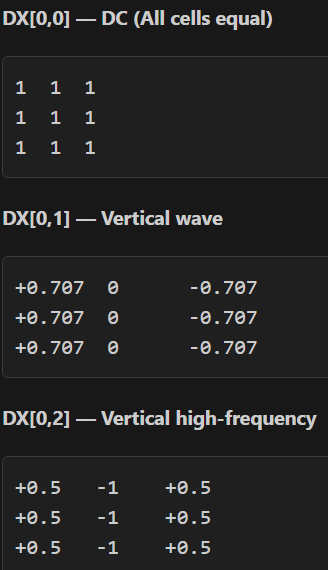 DX[0,0] — DC (All cells equal)
1 1 1
1 1 1
1 1 1
DX[0,1] — Vertical wave
+0.707 0 -0.707
+0.707 0 -0.707
+0.707 0 -0.707
DX[0,2] — Vertical high-frequency
+0.5 -1 +0.5
+0.5 -1 +0.5
+0.5 -1 +0.5